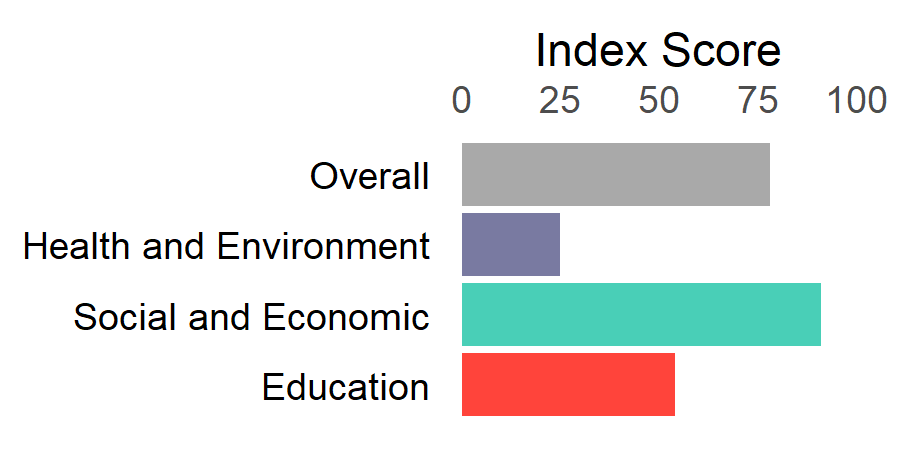 Index Score
0 25 50 75 100
Overall
Health and Environment
Social and Economic
Education